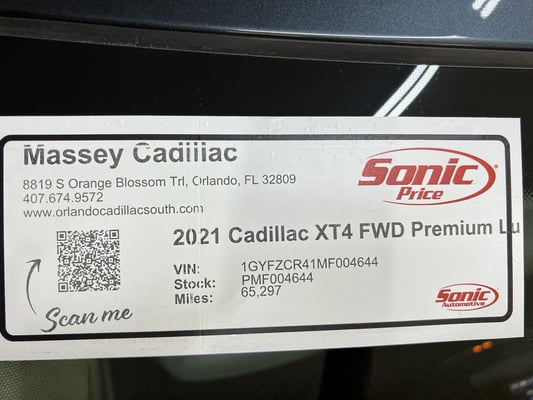 Massey Cadillac
8819 S Orange Blossom Trl, Orlando, FL 32809
407.674.9572
www.orlandocadillacsouth.com
Sonic
Price
2021 Cadillac XT4 FWD Premium Lu
VIN: 1GYFZCR41MF004644
Stock: PMF004644
Miles: 65,297
Scan me
Sonic
Automotive